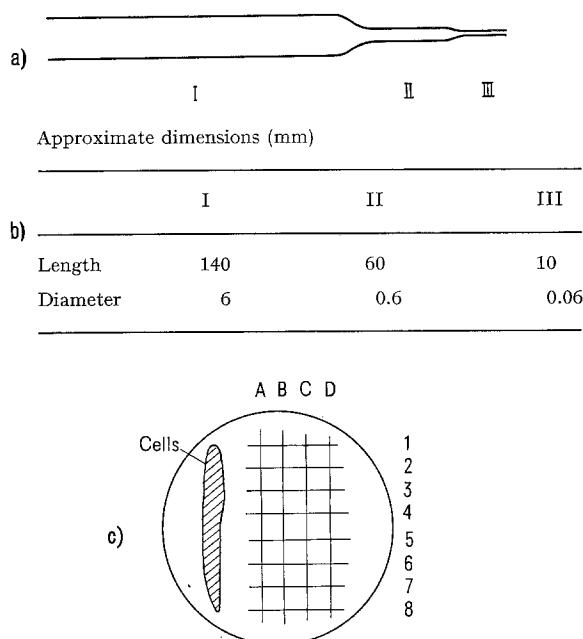 a)
I II III
Approximate dimensions (mm)
I II III
b)
Length 140 60 10
Diameter 6 0.6 0.06
A B C D
Cells
1
2
3
4
c)
5
6
7
8